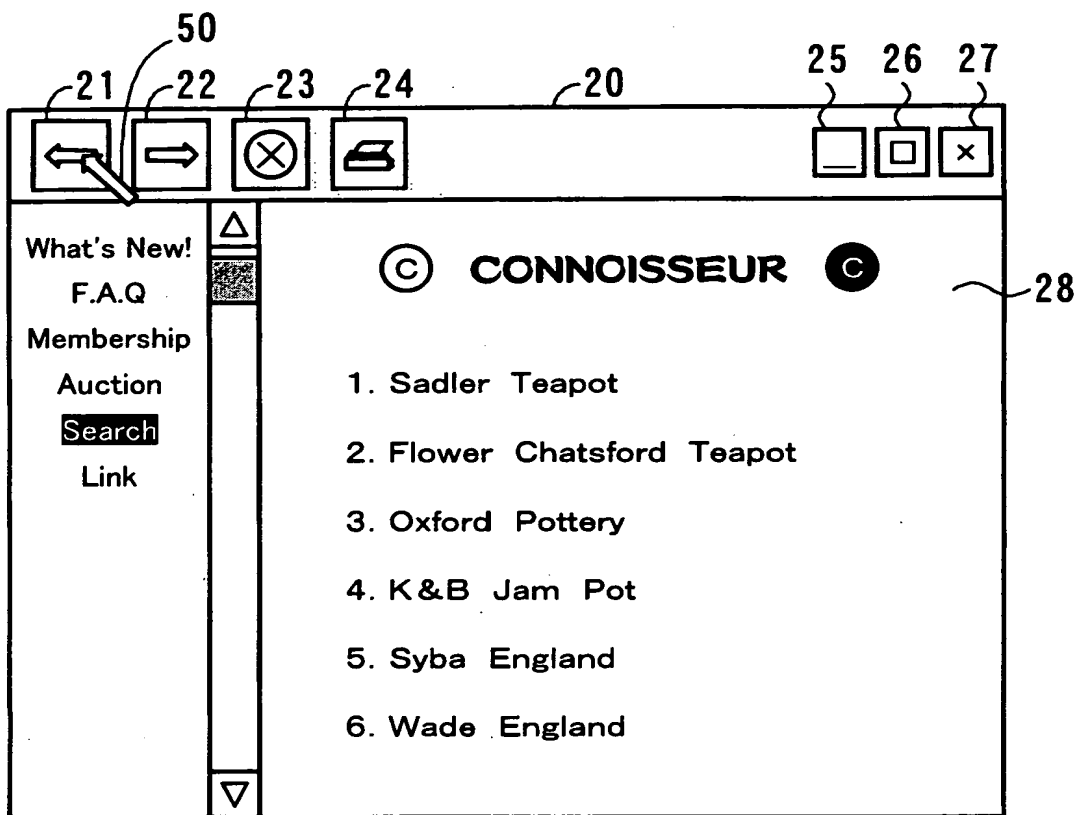 50
21 22 23 24 20 25 26 27
What's New!
F.A.Q
Membership
Auction
Search
Link
C CONNOISSEUR C
28
1. Sadler Teapot
2. Flower Chatsford Teapot
3. Oxford Pottery
4. K&B Jam Pot
5. Syba England
6. Wade England